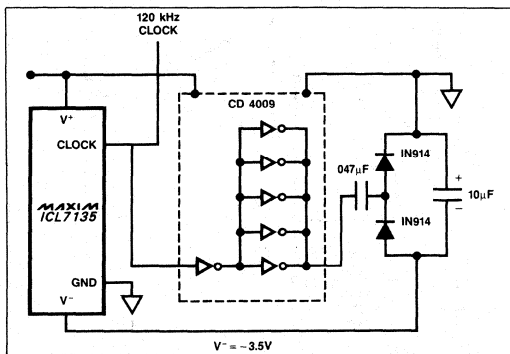 120 kHz
CLOCK
CD 4009
V+
CLOCK
MAXIM
ICL7135
GND
V−
047µF
IN914
IN914
+
10µF
−
V− = −3.5V